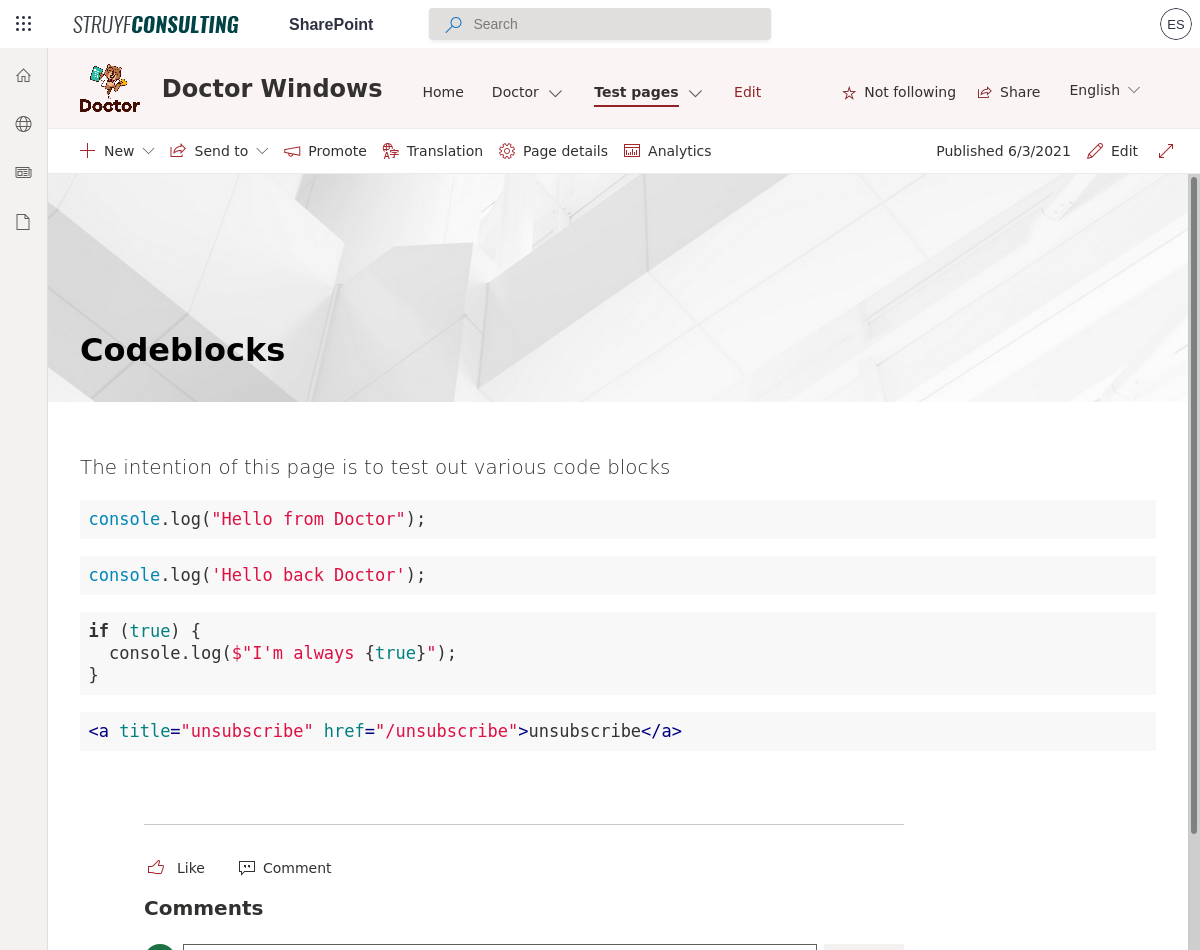 STRUYFCONSULTING SharePoint Search ES
Doctor Doctor Windows Home Doctor Test pages Edit Not following Share English
New Send to Promote Translation Page details Analytics Published 6/3/2021 Edit
Codeblocks
The intention of this page is to test out various code blocks
console.log("Hello from Doctor");
console.log('Hello back Doctor');
if (true) {
  console.log($"I'm always {true}");
}
<a title="unsubscribe" href="/unsubscribe">unsubscribe</a>
Like Comment
Comments